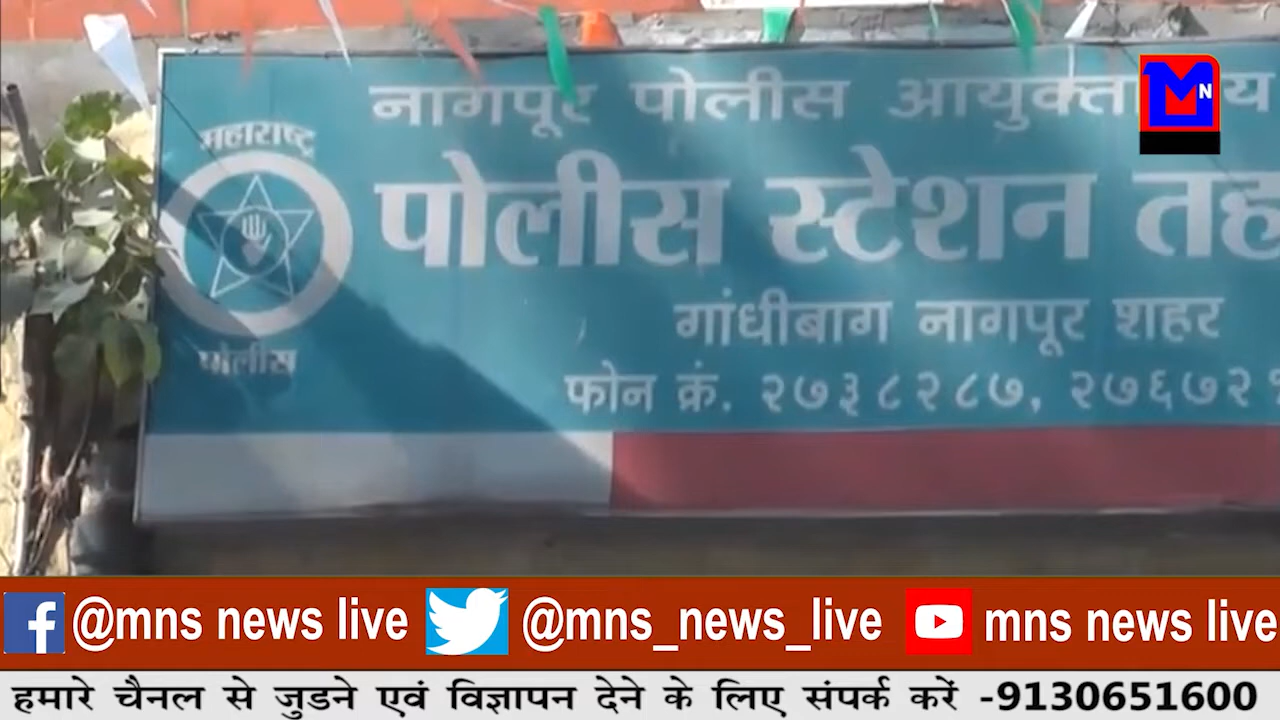 नागपूर पोलीस
महाराष्ट्र
पोलीस स्टेशन
गांधीबाग नागपूर शहर
पोलीस
फोन क्रं. २७३८२८७, २७६७२
MN
@mns news live @mns_news_live mns news live
हमारे चैनल से जुडने एवं विज्ञापन देने के लिए संपर्क करें -9130651600